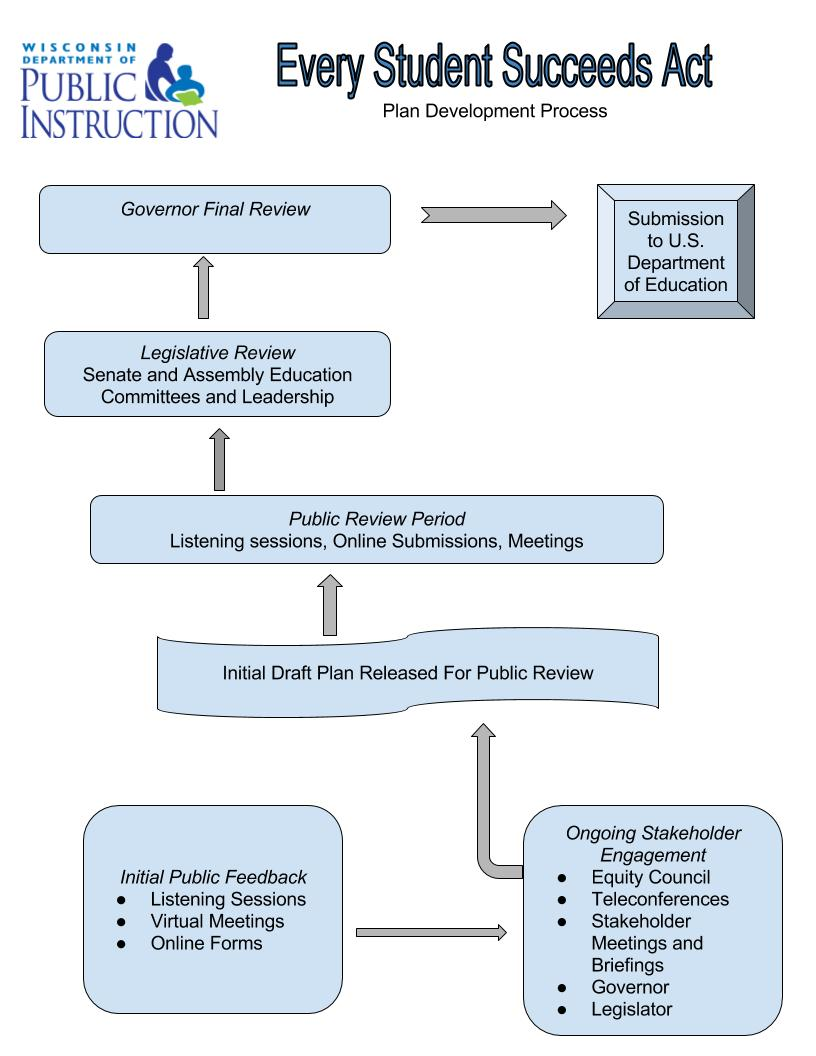 WISCONSIN
DEPARTMENT OF
PUBLIC
INSTRUCTION
Every Student Succeeds Act
Plan Development Process
Governor Final Review
Submission
to U.S.
Department
of Education
Legislative Review
Senate and Assembly Education
Committees and Leadership
Public Review Period
Listening sessions, Online Submissions, Meetings
Initial Draft Plan Released For Public Review
Initial Public Feedback
● Listening Sessions
● Virtual Meetings
● Online Forms
Ongoing Stakeholder
Engagement
● Equity Council
● Teleconferences
● Stakeholder
Meetings and
Briefings
● Governor
● Legislator